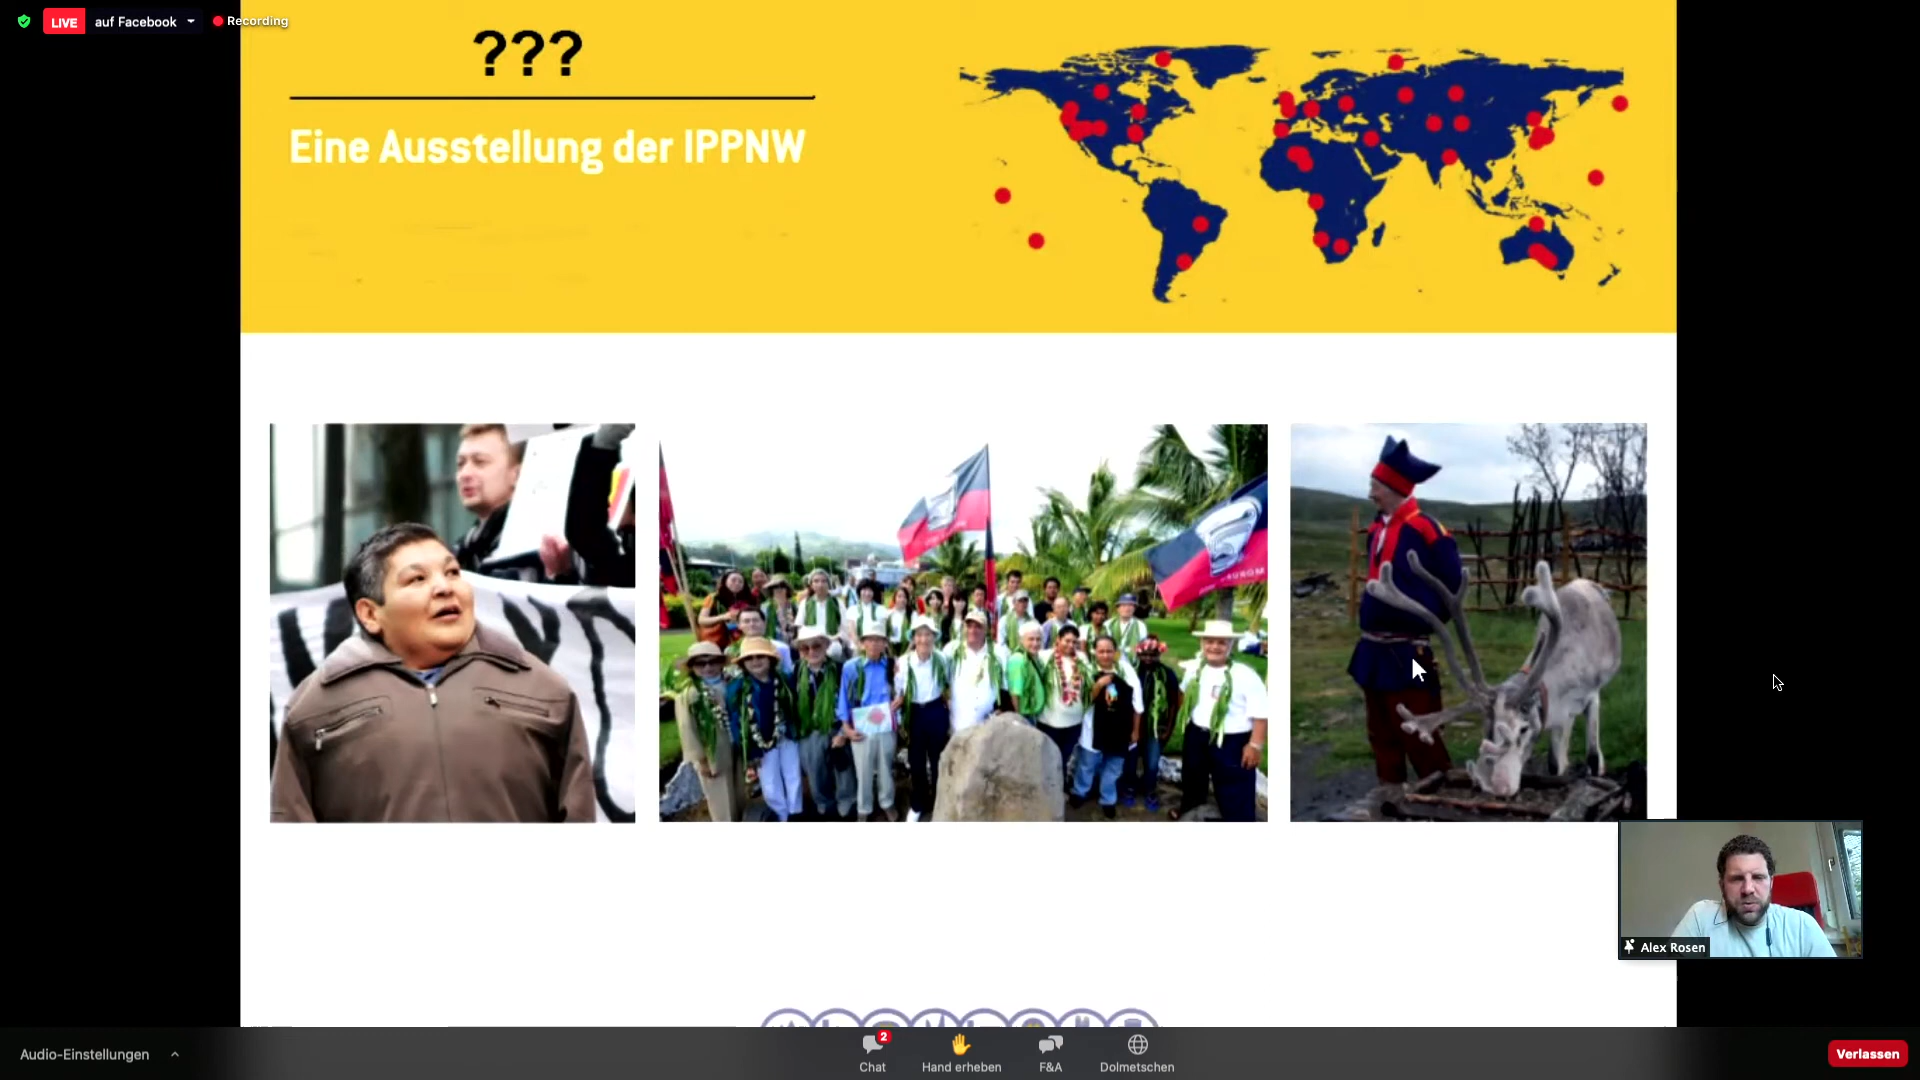 LIVE auf Facebook Recording
???
Eine Ausstellung der IPPNW
Alex Rosen
Audio-Einstellungen
2
Chat
Hand erheben
F&A
Dolmetschen
Verlassen